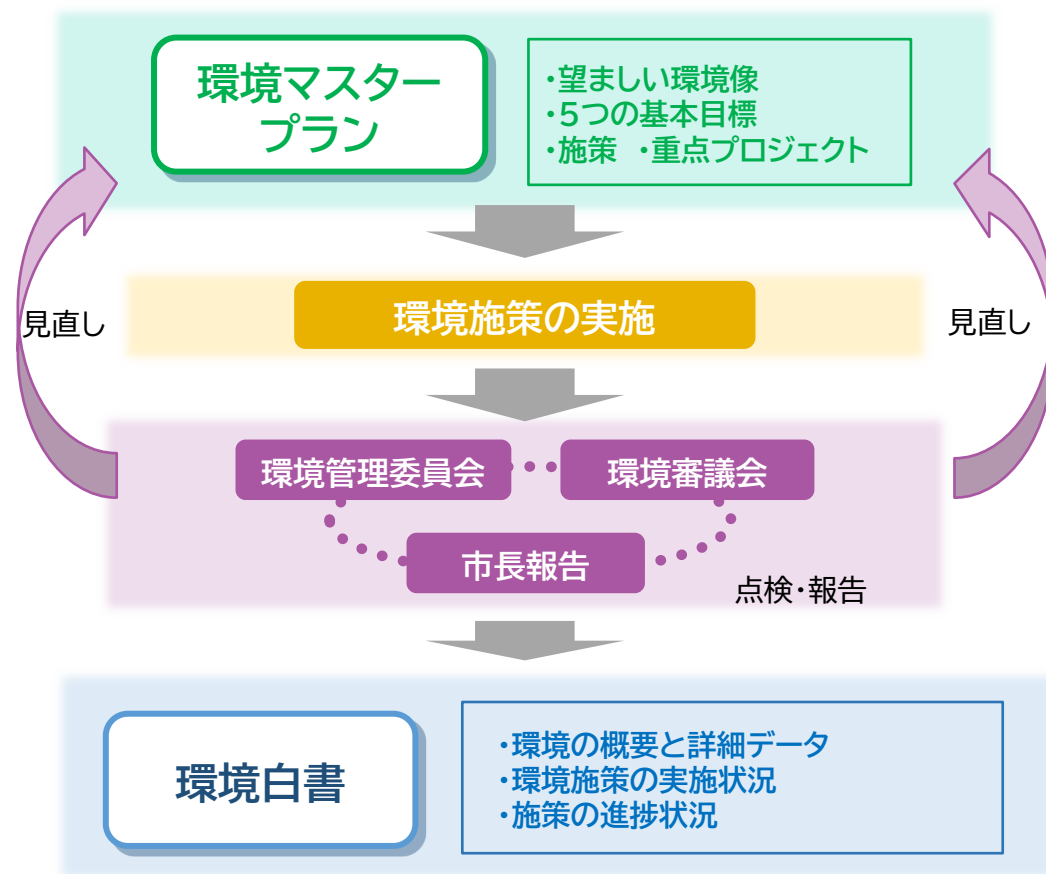 環境マスター
プラン
・望ましい環境像
・5つの基本目標
・施策 ・重点プロジェクト
環境施策の実施
見直し
見直し
環境管理委員会
環境審議会
市長報告
点検・報告
環境白書
・環境の概要と詳細データ
・環境施策の実施状況
・施策の進捗状況